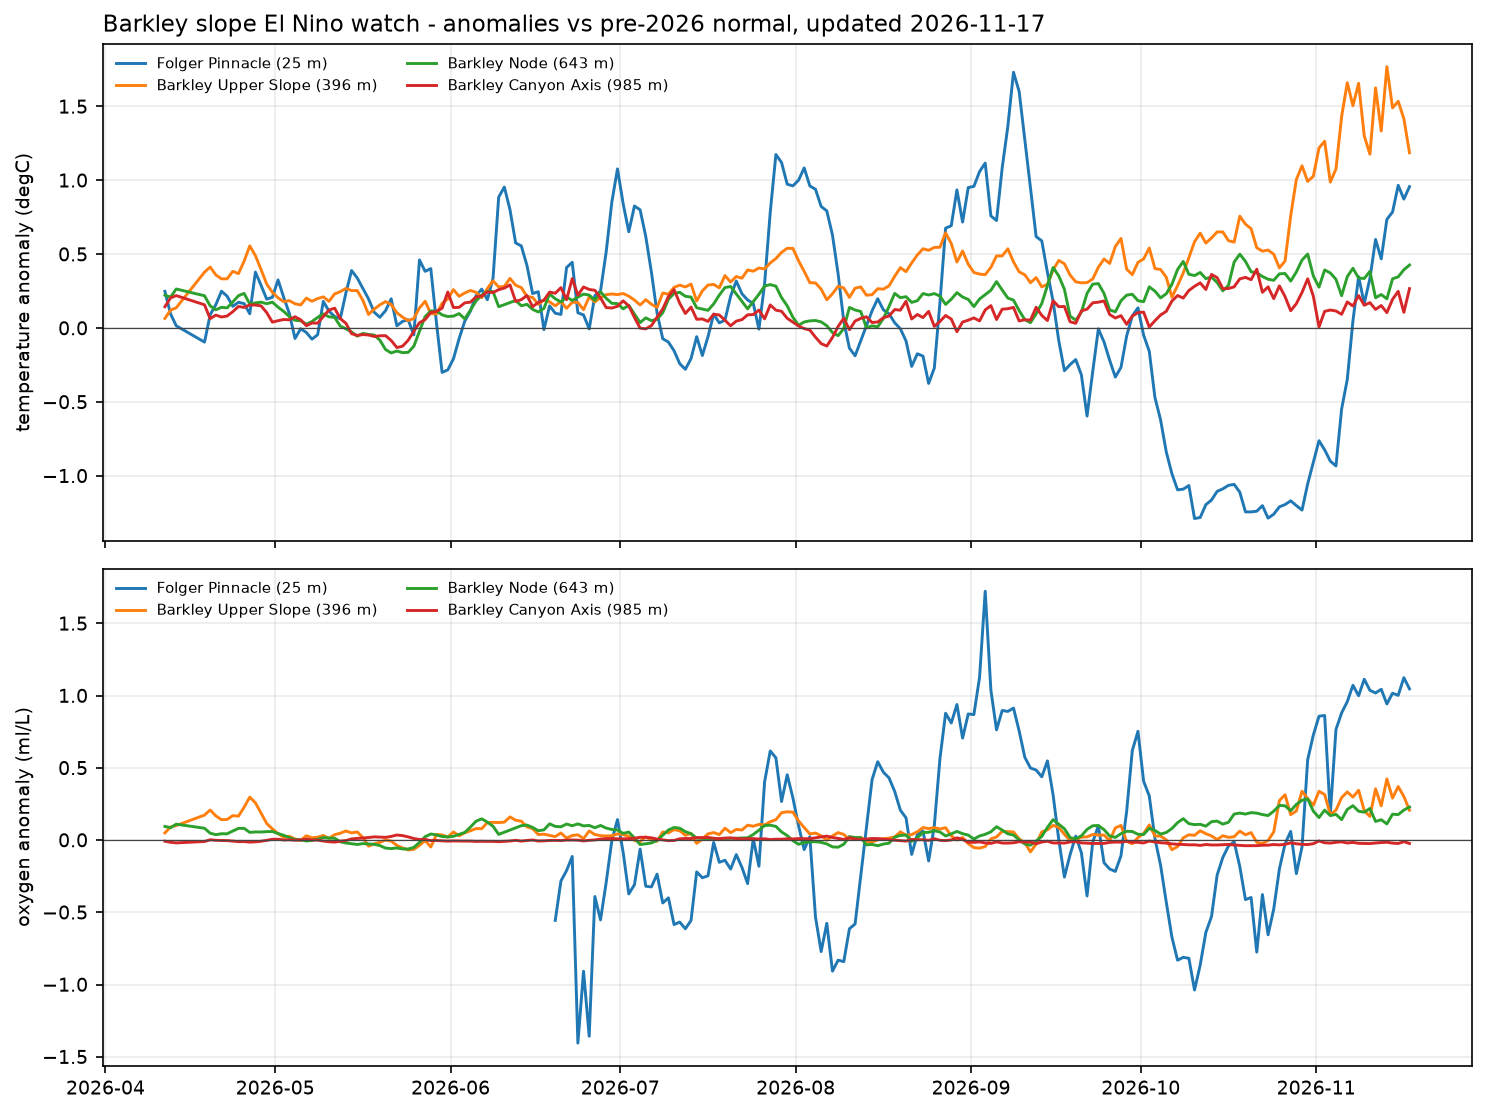 Barkley slope El Nino watch - anomalies vs pre-2026 normal, updated 2026-11-17
Folger Pinnacle (25 m)
Barkley Upper Slope (396 m)
Barkley Node (643 m)
Barkley Canyon Axis (985 m)
temperature anomaly (degC)
1.5
1.0
0.5
0.0
−0.5
−1.0
Folger Pinnacle (25 m)
Barkley Upper Slope (396 m)
Barkley Node (643 m)
Barkley Canyon Axis (985 m)
oxygen anomaly (ml/L)
1.5
1.0
0.5
0.0
−0.5
−1.0
−1.5
2026-04 2026-05 2026-06 2026-07 2026-08 2026-09 2026-10 2026-11